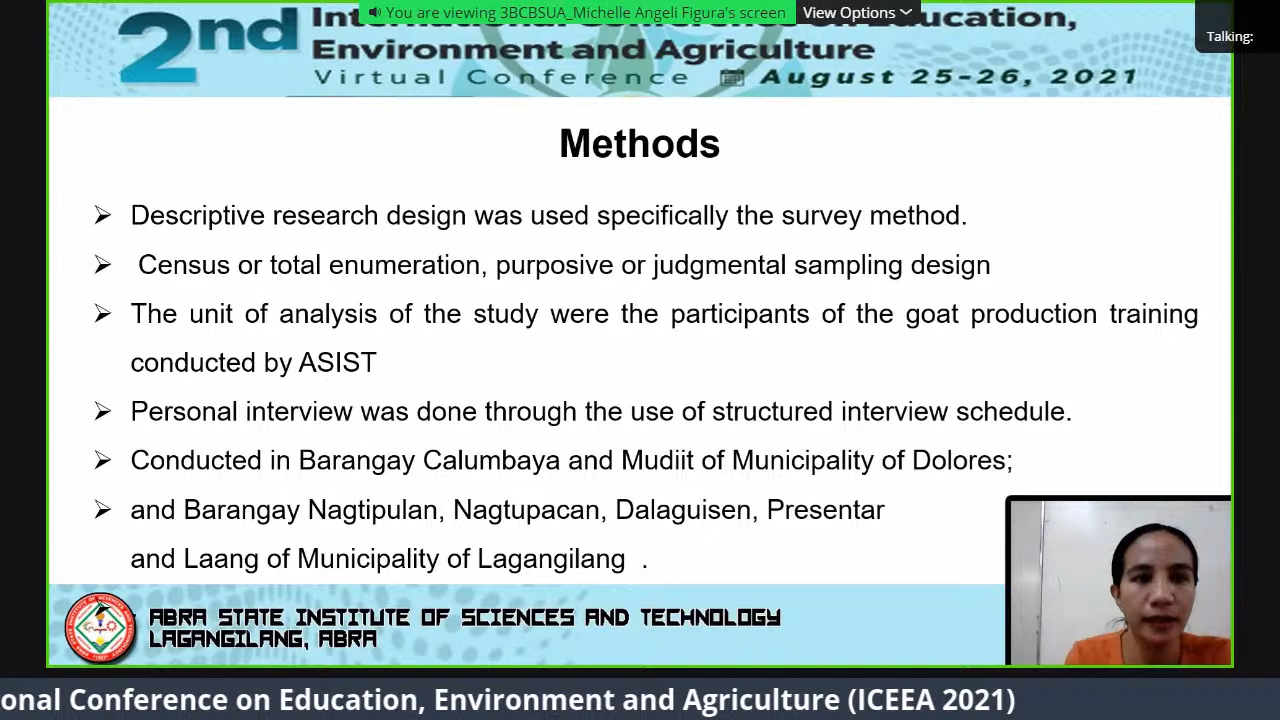 2nd
You are viewing 3BCBSUA_Michelle Angeli Figura's screen
View Options
Talking:
Education,
Environment and Agriculture
Virtual Conference August 25-26, 2021
Methods
➢ Descriptive research design was used specifically the survey method.
➢ Census or total enumeration, purposive or judgmental sampling design
➢ The unit of analysis of the study were the participants of the goat production training
conducted by ASIST
➢ Personal interview was done through the use of structured interview schedule.
➢ Conducted in Barangay Calumbaya and Mudiit of Municipality of Dolores;
➢ and Barangay Nagtipulan, Nagtupacan, Dalaguisen, Presentar
and Laang of Municipality of Lagangilang .
ABRA STATE INSTITUTE OF SCIENCES AND TECHNOLOGY
LAGANGILANG, ABRA
onal Conference on Education, Environment and Agriculture (ICEEA 2021)